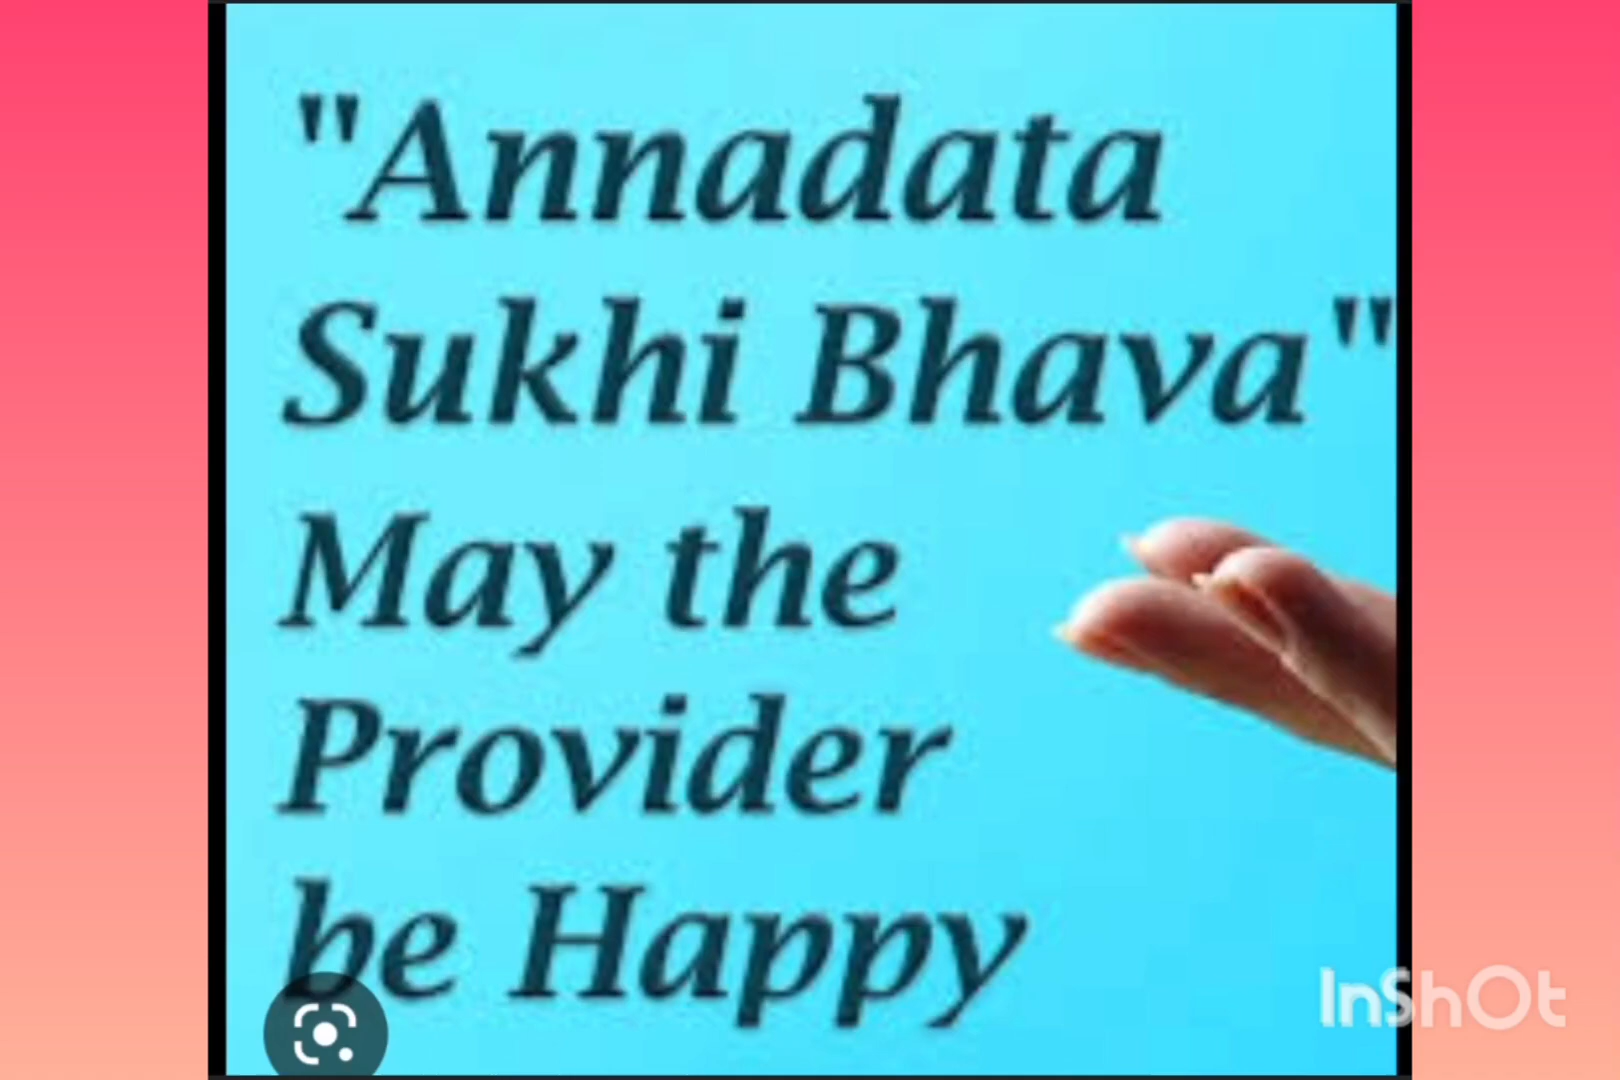 "Annadata
Sukhi Bhava"
May the
Provider
be Happy
InShOt